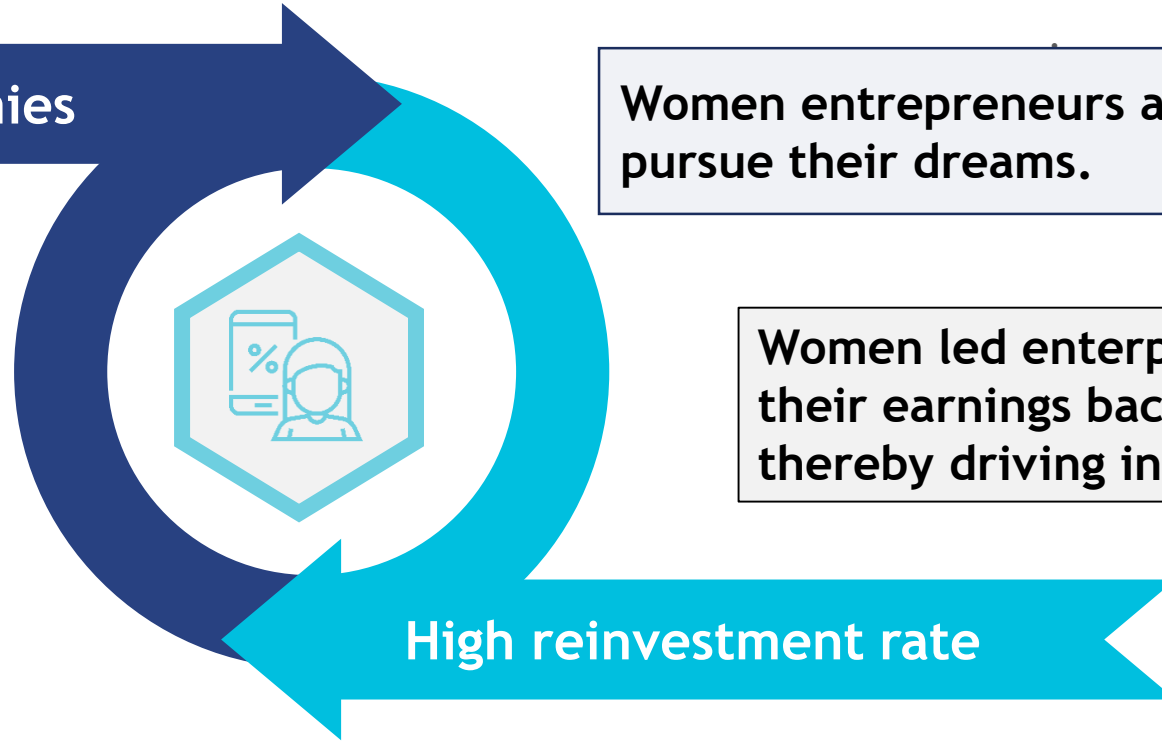 nies
Women entrepreneurs a
pursue their dreams.
Women led enterp
their earnings bac
thereby driving in
%
High reinvestment rate